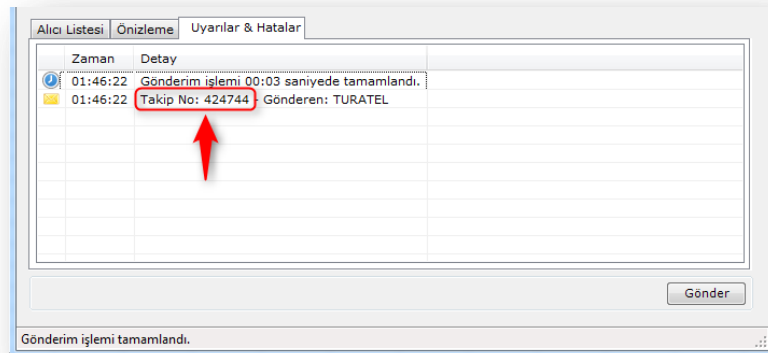 Alıcı Listesi Önizleme Uyarılar & Hatalar
Zaman Detay
01:46:22 Gönderim işlemi 00:03 saniyede tamamlandı.
01:46:22 Takip No: 424744 - Gönderen: TURATEL
Gönder
Gönderim işlemi tamamlandı.